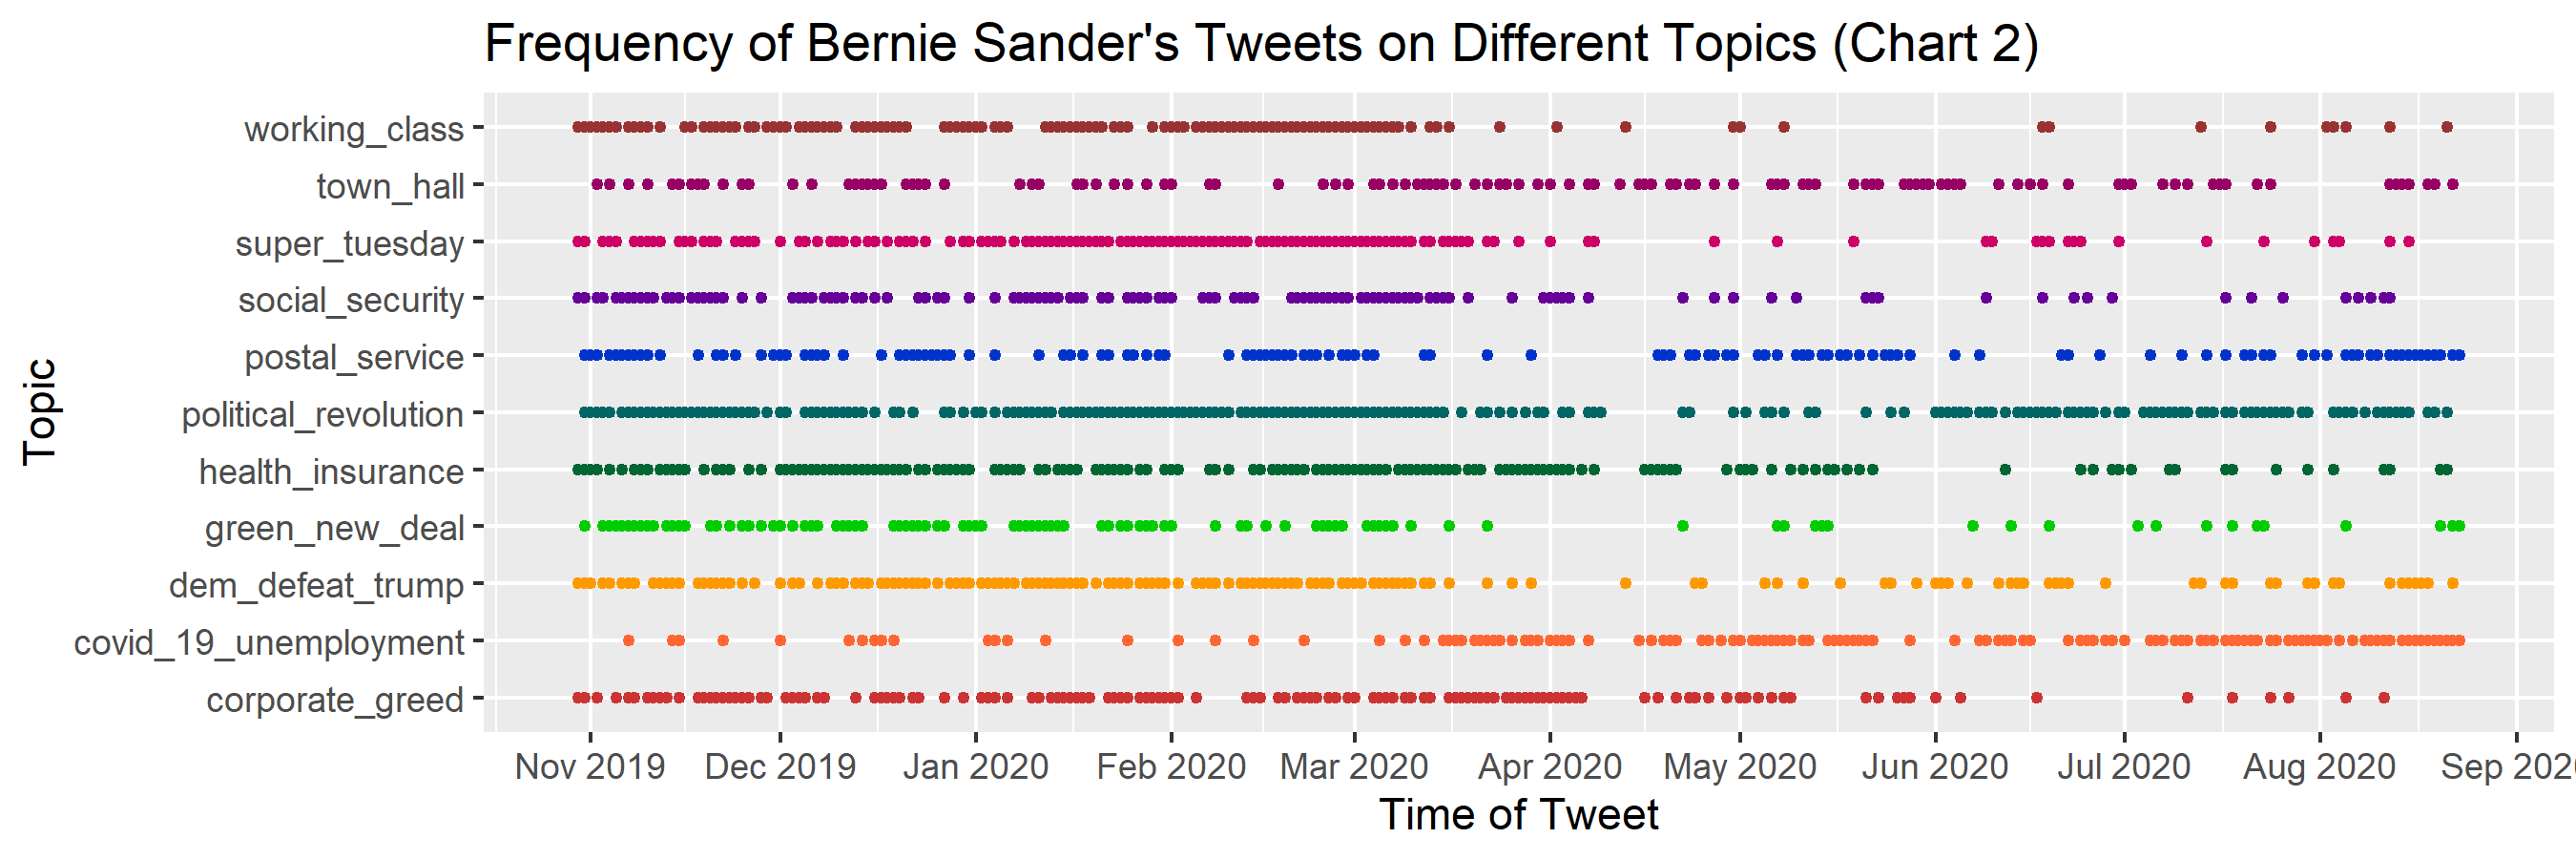 Frequency of Bernie Sander's Tweets on Different Topics (Chart 2)
Topic
working_class
town_hall
super_tuesday
social_security
postal_service
political_revolution
health_insurance
green_new_deal
dem_defeat_trump
covid_19_unemployment
corporate_greed
Nov 2019 Dec 2019 Jan 2020 Feb 2020 Mar 2020 Apr 2020 May 2020 Jun 2020 Jul 2020 Aug 2020 Sep 202
Time of Tweet